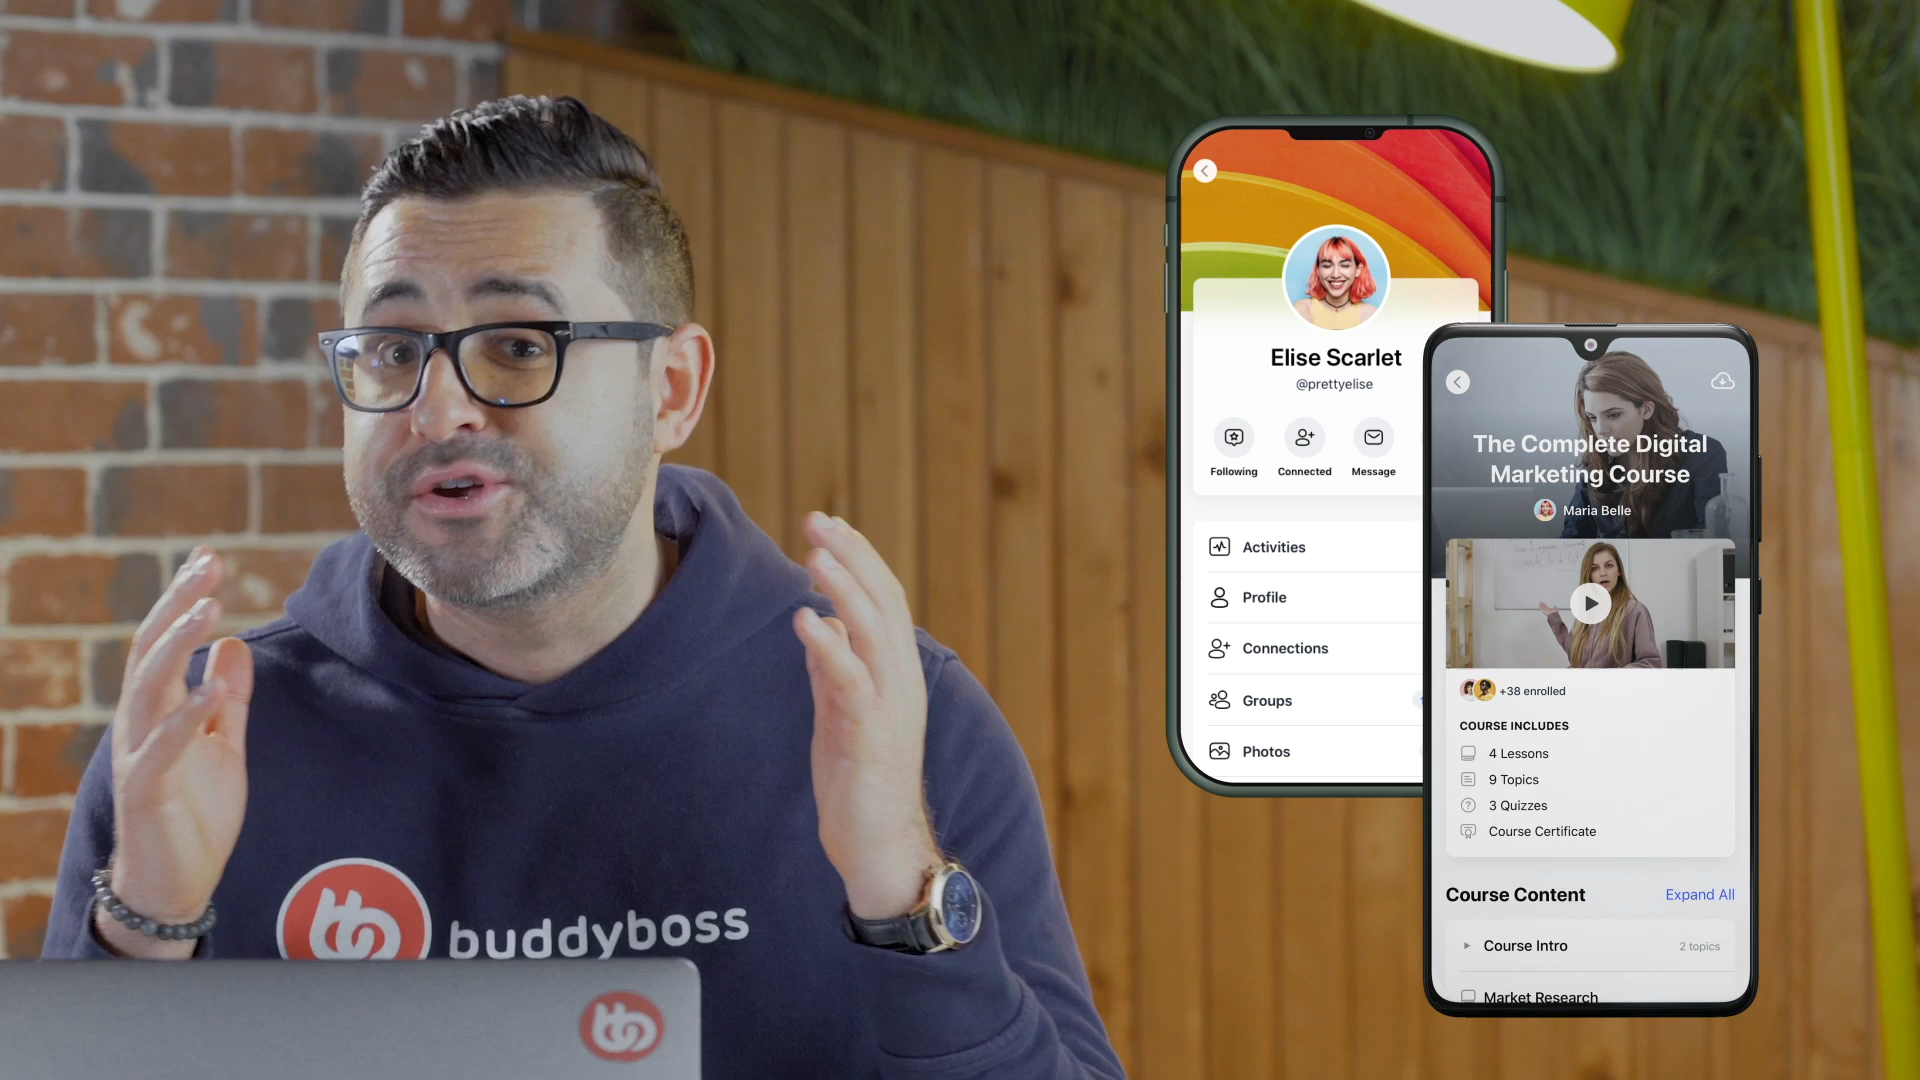 buddyboss
Elise Scarlet
@prettyelise
Following
Connected
Message
Activities
Profile
Connections
Groups
Photos
The Complete Digital
Marketing Course
Maria Belle
+38 enrolled
COURSE INCLUDES
4 Lessons
9 Topics
3 Quizzes
Course Certificate
Course Content
Expand All
Course Intro
2 topics
Market Research